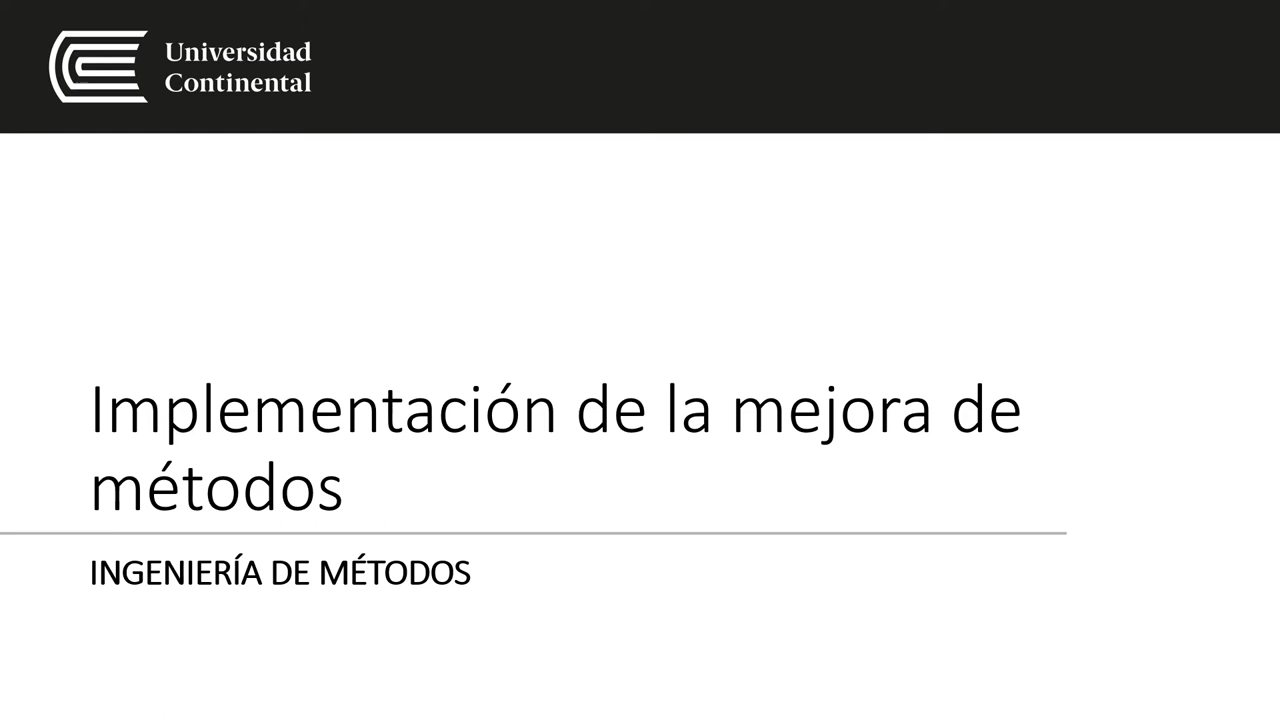 Universidad
Continental
Implementación de la mejora de
métodos
INGENIERÍA DE MÉTODOS